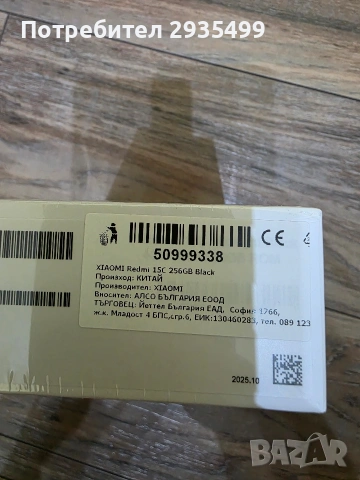 Потребител 2935499
50999338
XIAOMI Redmi 15C 256GB Black
Произход: КИТАЙ
Производител: XIAOMI
Вносител: АЛСО БЪЛГАРИЯ ЕООД
ТЪРГОВЕЦ: Йеттел България ЕАД, София 1766,
ж.к. Младост 4 БПС,сгр.6, ЕИК:130460283, тел. 089 123
2025.10
BAZAR